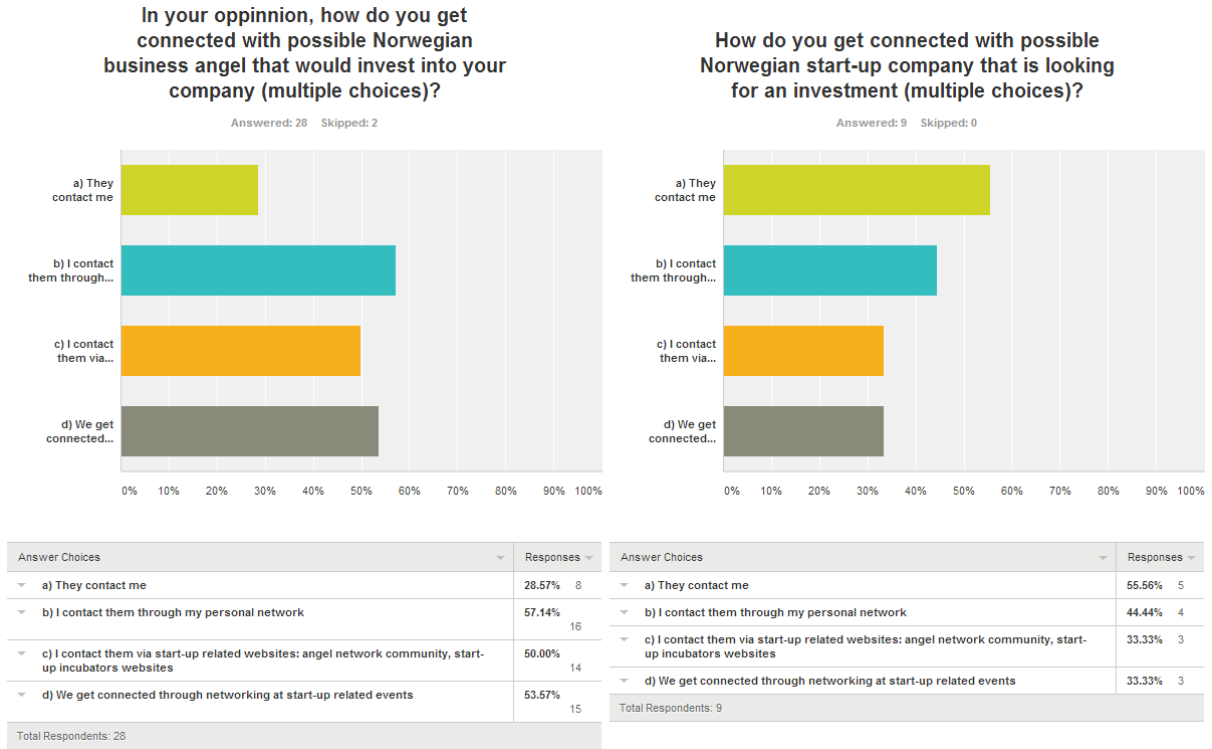 In your oppinnion, how do you get
connected with possible Norwegian
business angel that would invest into your
company (multiple choices)?
Answered: 28 Skipped: 2
a) They
contact me
b) I contact
them through...
c) I contact
them via...
d) We get
connected...
0% 10% 20% 30% 40% 50% 60% 70% 80% 90% 100%
Answer Choices Responses
a) They contact me 28.57% 8
b) I contact them through my personal network 57.14%
16
c) I contact them via start-up related websites: angel network community, start- 50.00%
up incubators websites 14
d) We get connected through networking at start-up related events 53.57%
15
Total Respondents: 28
How do you get connected with possible
Norwegian start-up company that is looking
for an investment (multiple choices)?
Answered: 9 Skipped: 0
a) They
contact me
b) I contact
them through...
c) I contact
them via...
d) We get
connected...
0% 10% 20% 30% 40% 50% 60% 70% 80% 90% 100%
Answer Choices Responses
a) They contact me 55.56% 5
b) I contact them through my personal network 44.44% 4
c) I contact them via start-up related websites: angel network community, start- 33.33% 3
up incubators websites
d) We get connected through networking at start-up related events 33.33% 3
Total Respondents: 9